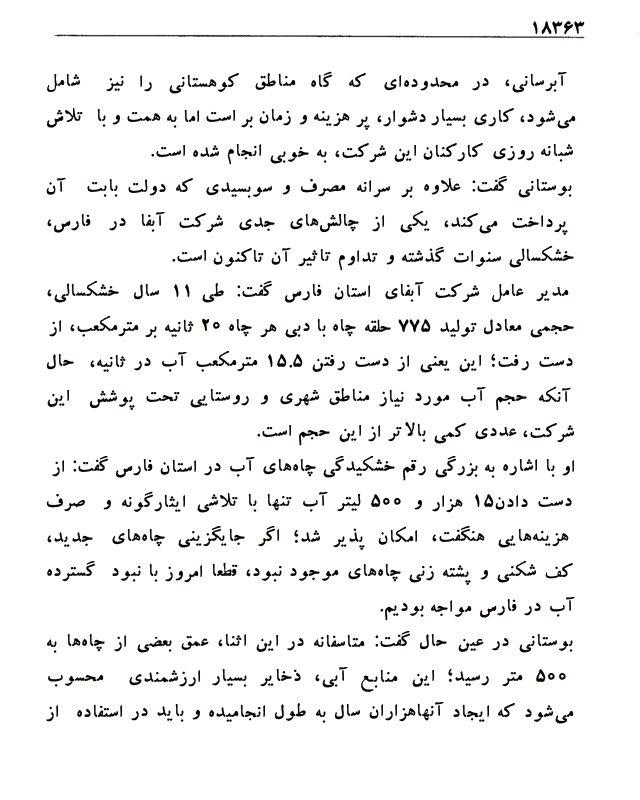 ۱۸۳۶۳
آبرسانی، در محدوده‌ای که گاه مناطق کوهستانی را نیز شامل
می‌شود، کاری بسیار دشوار، پر هزینه و زمان بر است اما به همت و با تلاش
شبانه روزی کارکنان این شرکت، به خوبی انجام شده است.
بوستانی گفت: علاوه بر سرانه مصرف و سوبسیدی که دولت بابت آن
پرداخت می‌کند، یکی از چالش‌های جدی شرکت آبفا در فارس،
خشکسالی سنوات گذشته و تداوم تاثیر آن تاکنون است.
مدیر عامل شرکت آبفای استان فارس گفت: طی ۱۱ سال خشکسالی،
حجمی معادل تولید ۷۷۵ حلقه چاه با دبی هر چاه ۲۰ ثانیه بر مترمکعب، از
دست رفت؛ این یعنی از دست رفتن ۱۵.۵ مترمکعب آب در ثانیه، حال
آنکه حجم آب مورد نیاز مناطق شهری و روستایی تحت پوشش این
شرکت، عددی کمی بالاتر از این حجم است.
او با اشاره به بزرگی رقم خشکیدگی چاه‌های آب در استان فارس گفت: از
دست دادن۱۵ هزار و ۵۰۰ لیتر آب تنها با تلاشی ایثارگونه و صرف
هزینه‌هایی هنگفت، امکان پذیر شد؛ اگر جایگزینی چاه‌های جدید،
کف شکنی و پشته زنی چاه‌های موجود نبود، قطعا امروز با نبود گسترده
آب در فارس مواجه بودیم.
بوستانی در عین حال گفت: متاسفانه در این اثنا، عمق بعضی از چاه‌ها به
۵۰۰ متر رسید؛ این منابع آبی، ذخایر بسیار ارزشمندی محسوب
می‌شود که ایجاد آنهاهزاران سال به طول انجامیده و باید در استفاده از